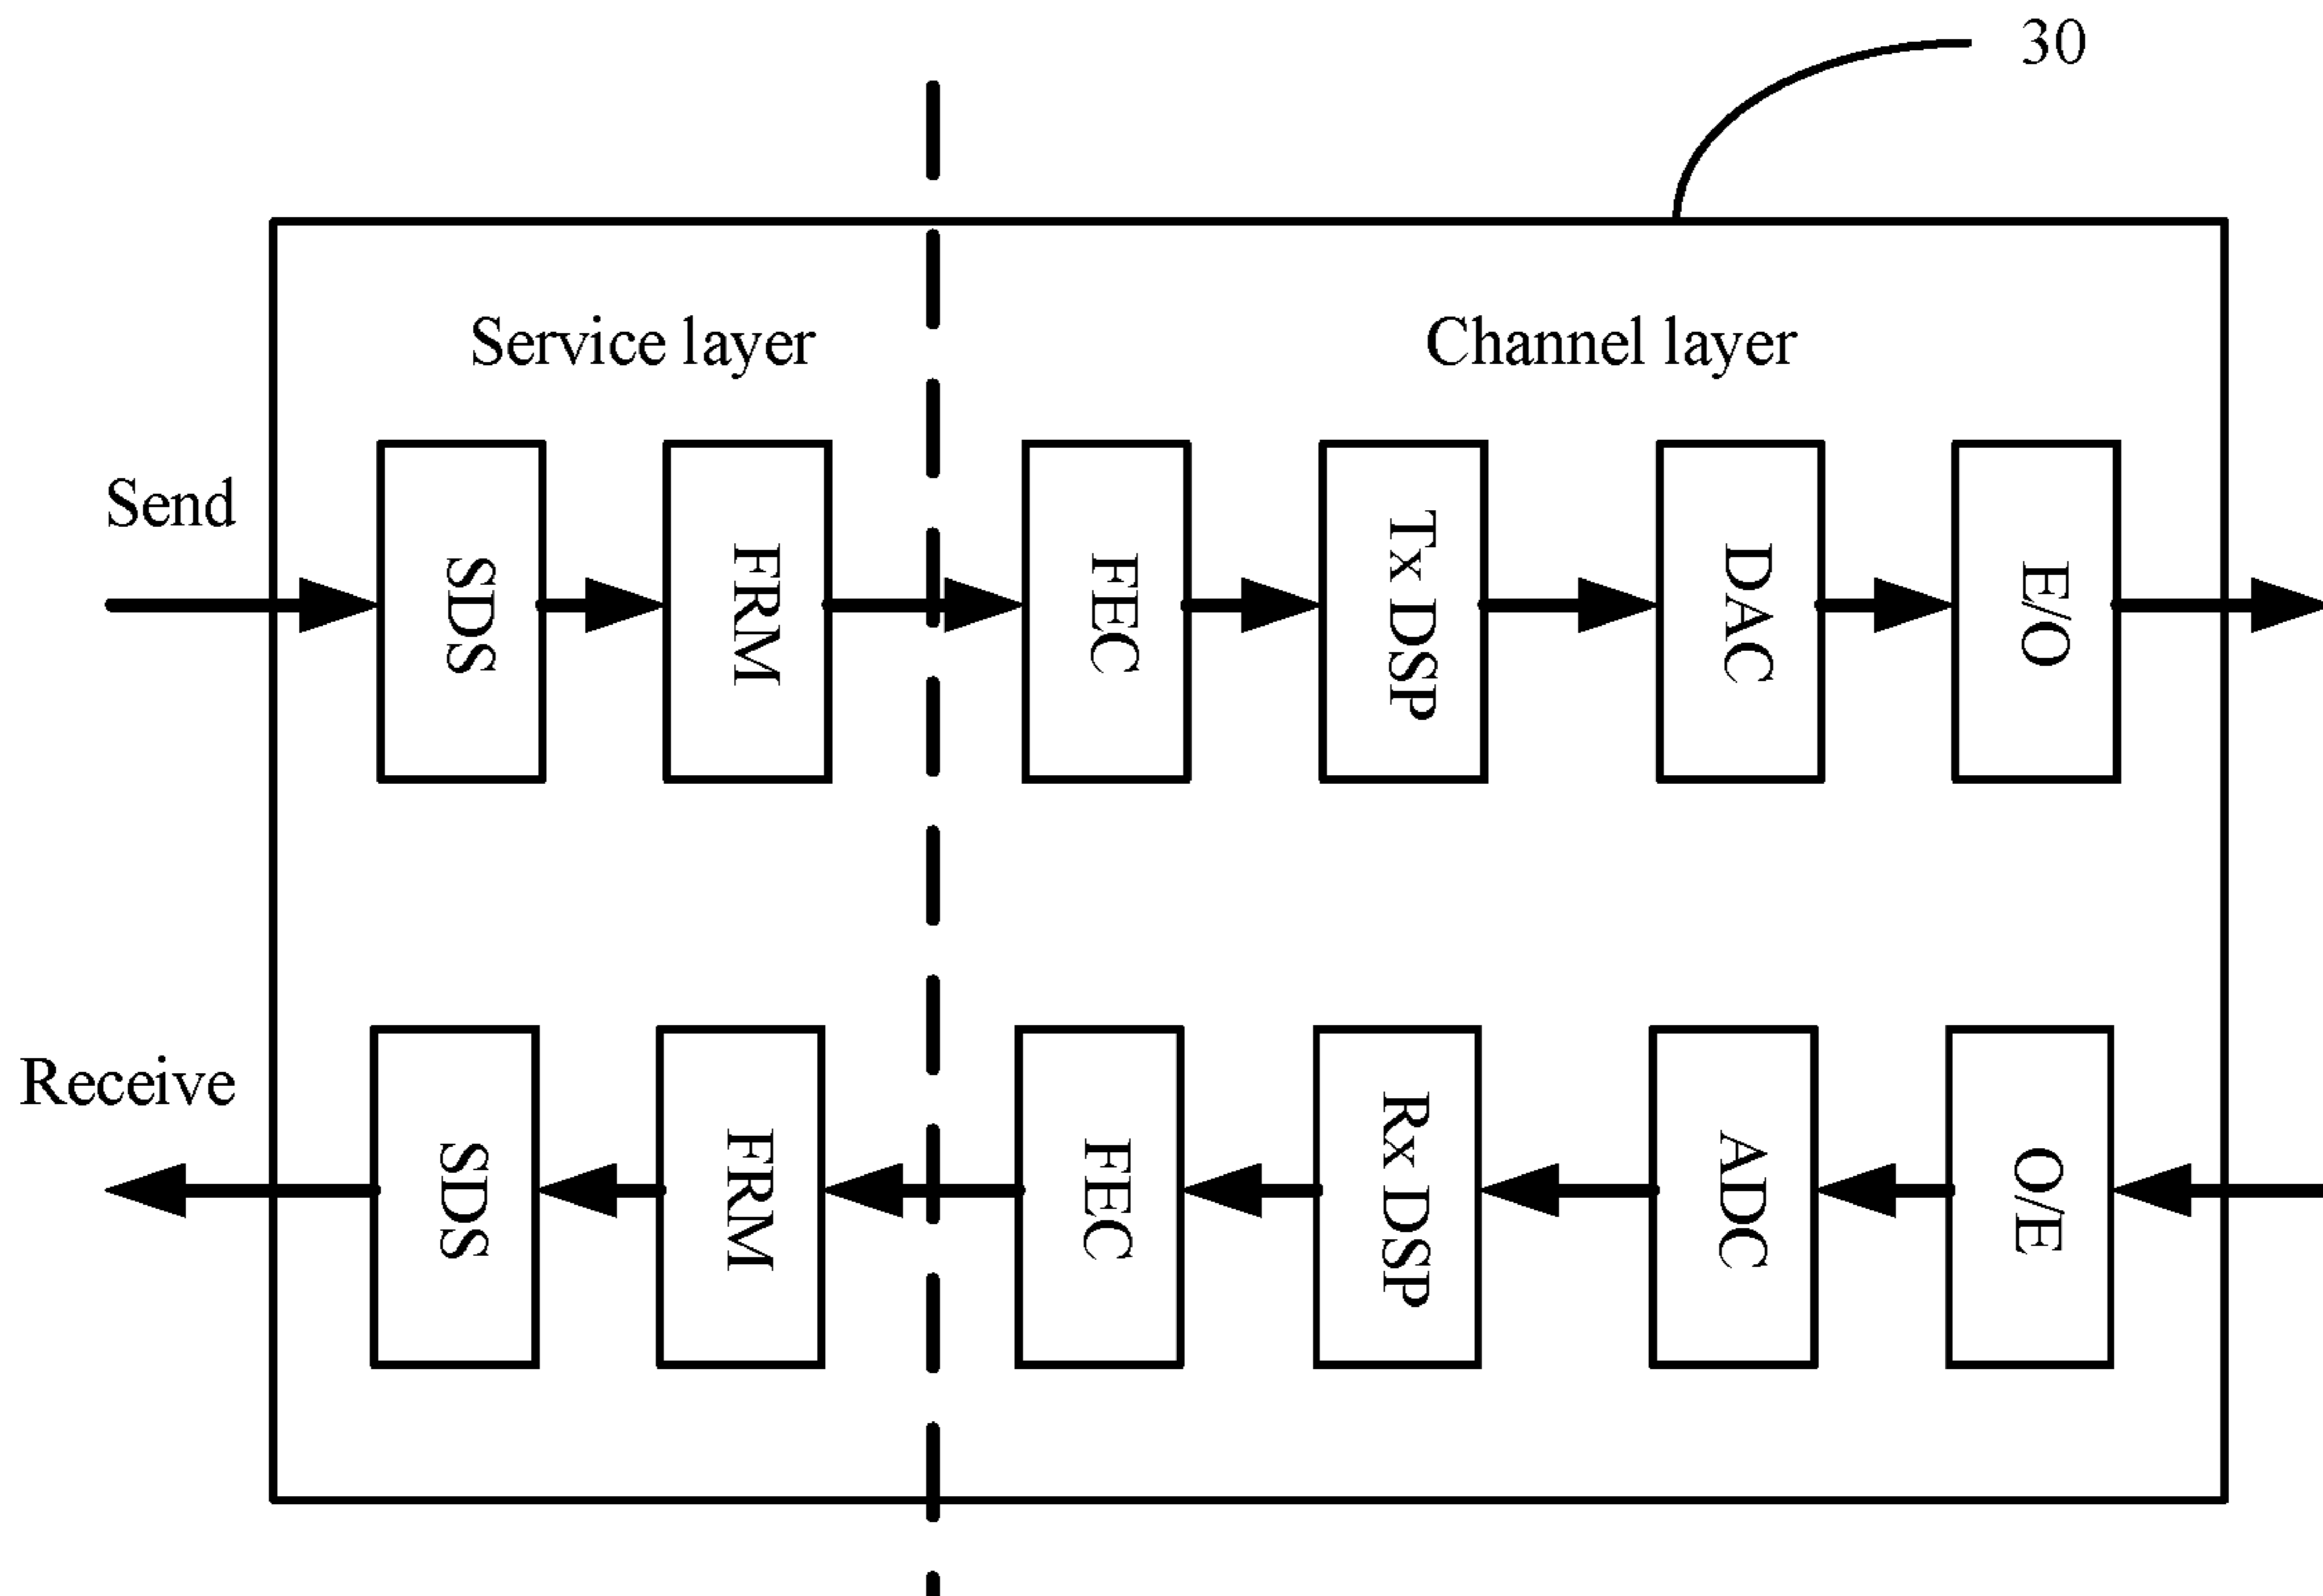 30
Service layer
Channel layer
Send
SDS
FRM
FEC
Tx DSP
DAC
E/O
Receive
SDS
FRM
FEC
Rx DSP
ADC
O/E